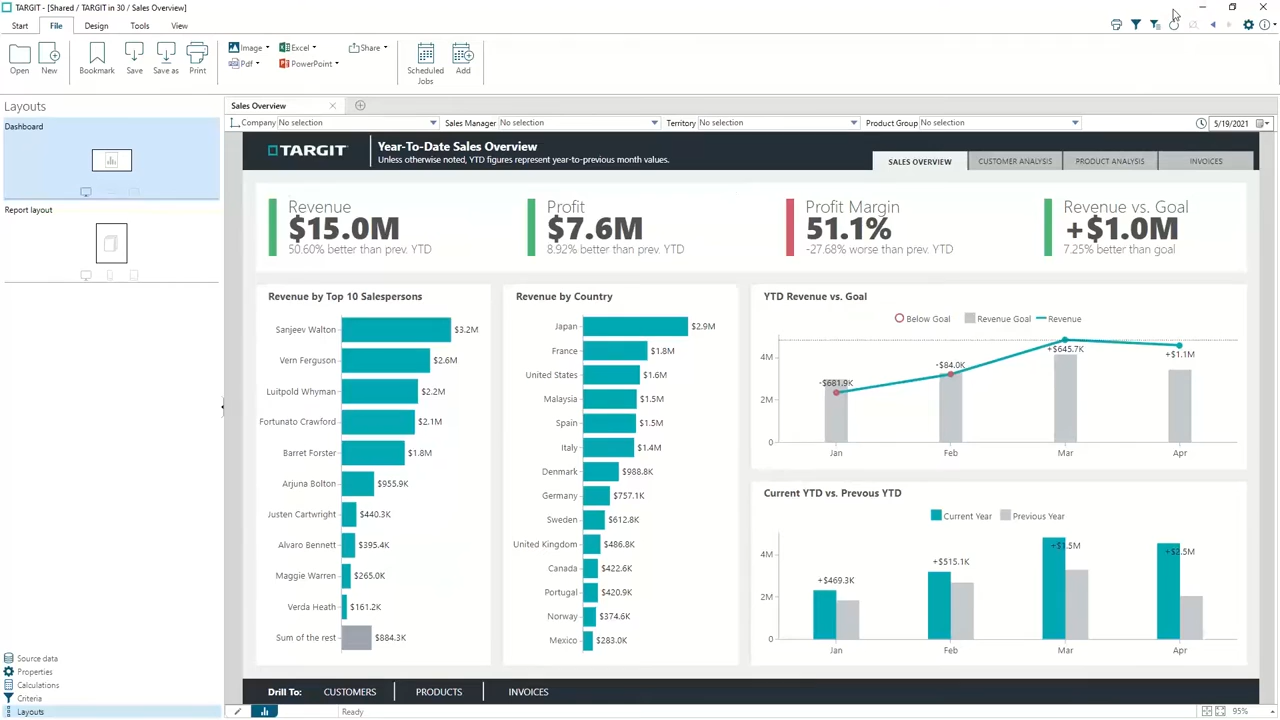 TARGIT - [Shared / TARGIT in 30 / Sales Overview]
Start File Design Tools View
Open New Bookmark Save Save as Print
Image Excel Share
Pdf PowerPoint
Scheduled Jobs Add
Layouts
Dashboard
Report layout
Sales Overview
Company No selection Sales Manager No selection Territory No selection Product Group No selection 5/19/2021
TARGIT
Year-To-Date Sales Overview
Unless otherwise noted, YTD figures represent year-to-previous month values.
SALES OVERVIEW CUSTOMER ANALYSIS PRODUCT ANALYSIS INVOICES
Revenue
$15.0M
50.60% better than prev. YTD
Profit
$7.6M
8.92% better than prev. YTD
Profit Margin
51.1%
-27.68% worse than prev. YTD
Revenue vs. Goal
+$1.0M
7.25% better than goal
Revenue by Top 10 Salespersons
Sanjeev Walton $3.2M
Vern Ferguson $2.6M
Luitpold Whyman $2.2M
Fortunato Crawford $2.1M
Barret Forster $1.8M
Arjuna Bolton $955.9K
Justen Cartwright $440.3K
Alvaro Bennett $395.4K
Maggie Warren $265.0K
Verda Heath $161.2K
Sum of the rest $884.3K
Revenue by Country
Japan $2.9M
France $1.8M
United States $1.6M
Malaysia $1.5M
Spain $1.5M
Italy $1.4M
Denmark $988.8K
Germany $757.1K
Sweden $612.8K
United Kingdom $486.8K
Canada $422.6K
Portugal $420.9K
Norway $374.6K
Mexico $283.0K
YTD Revenue vs. Goal
Below Goal Revenue Goal Revenue
4M
2M
0
-$681.9K -$84.0K +$645.7K +$1.1M
Jan Feb Mar Apr
Current YTD vs. Prevous YTD
Current Year Previous Year
4M
2M
0
+$469.3K +$515.1K +$1.5M +$2.5M
Jan Feb Mar Apr
Drill To: CUSTOMERS PRODUCTS INVOICES
Source data
Properties
Calculations
Criteria
Layouts
Ready
95%